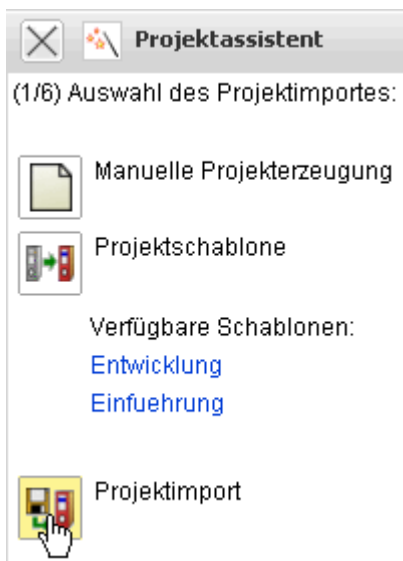 Projektassistent
(1/6) Auswahl des Projektimportes:
Manuelle Projekterzeugung
Projektschablone
Verfügbare Schablonen:
Entwicklung
Einfuehrung
Projektimport